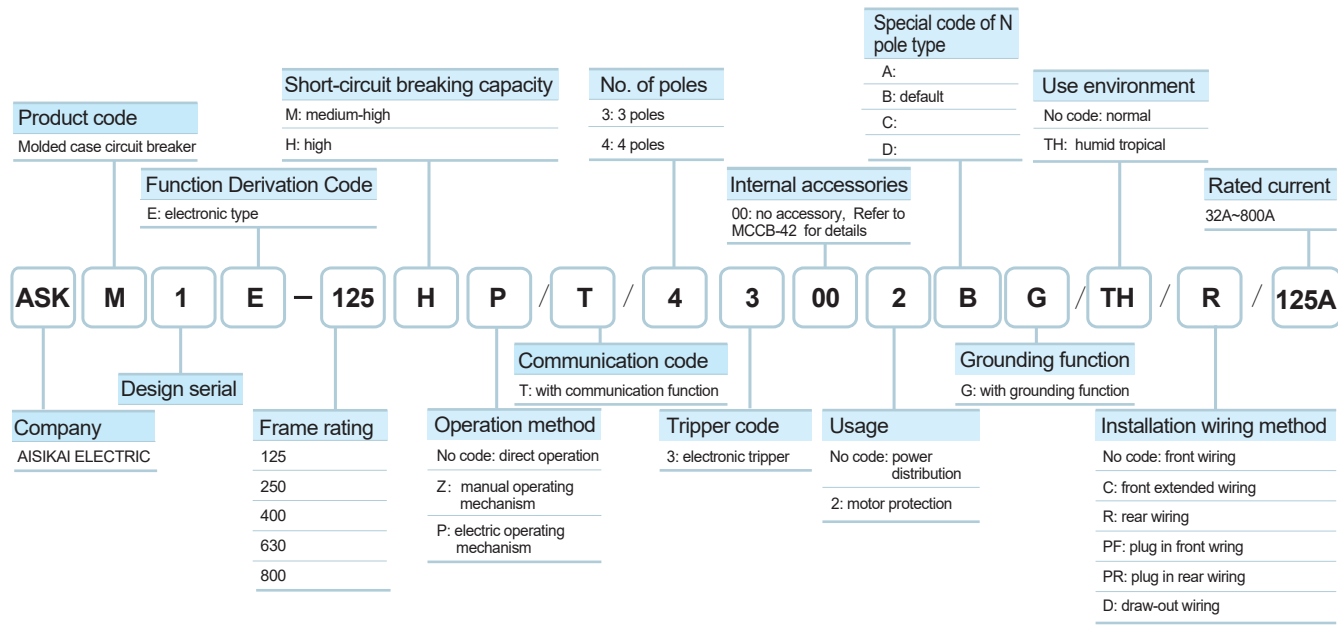 Special code of N
pole type
A:
B: default
C:
D:
Short-circuit breaking capacity
M: medium-high
H: high
No. of poles
3: 3 poles
4: 4 poles
Use environment
No code: normal
TH: humid tropical
Product code
Molded case circuit breaker
Function Derivation Code
E: electronic type
Internal accessories
00: no accessory, Refer to
MCCB-42 for details
Rated current
32A~800A
ASK M 1 E – 125 H P / T / 4 3 00 2 B G / TH / R / 125A
Company
AISIKAI ELECTRIC
Design serial
Frame rating
125
250
400
630
800
Communication code
T: with communication function
Operation method
No code: direct operation
Z: manual operating
mechanism
P: electric operating
mechanism
Tripper code
3: electronic tripper
Usage
No code: power
distribution
2: motor protection
Grounding function
G: with grounding function
Installation wiring method
No code: front wiring
C: front extended wiring
R: rear wiring
PF: plug in front wiring
PR: plug in rear wiring
D: draw-out wiring